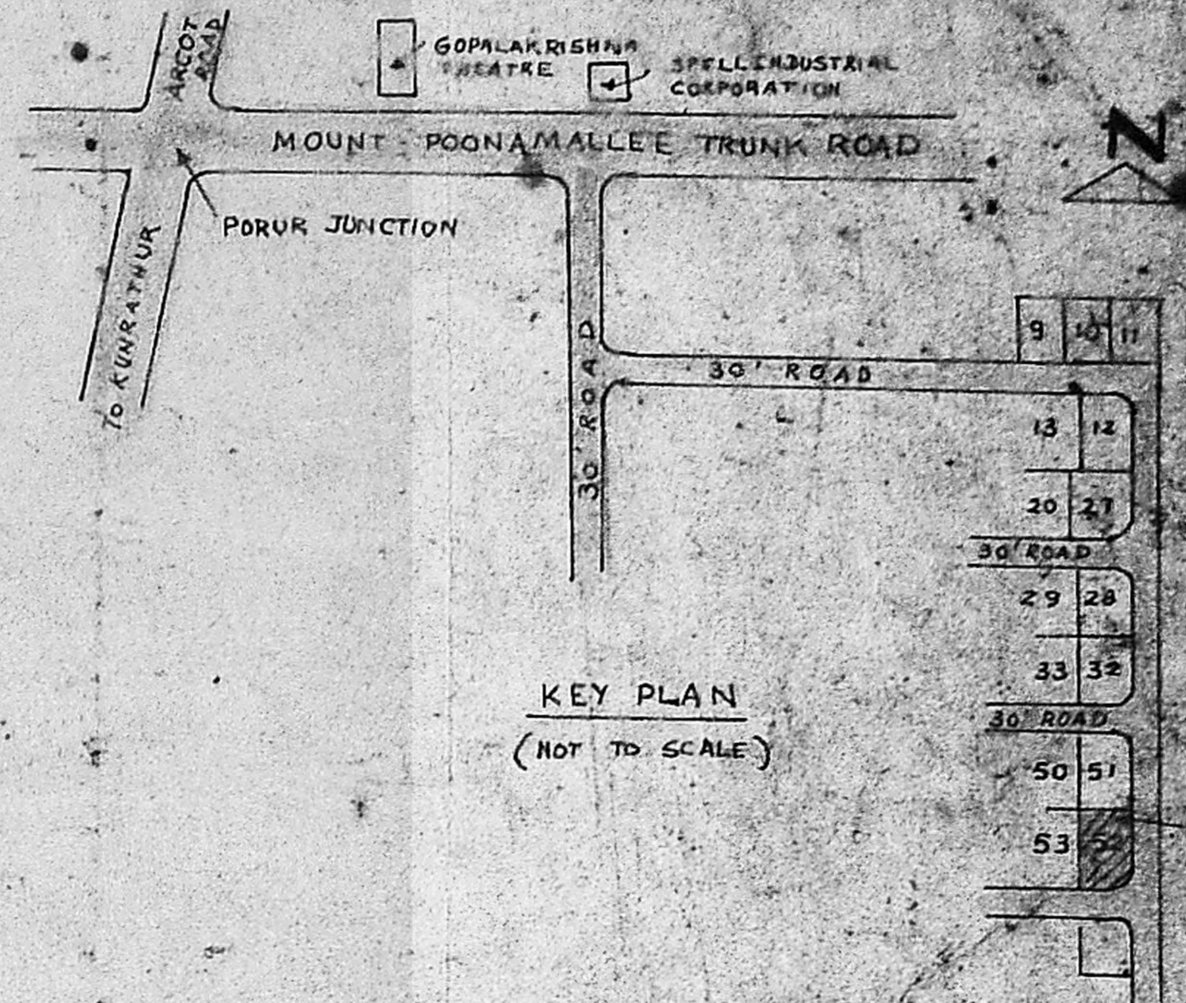 ARCOT
ROAD
GOPALAKRISHNA
THEATRE
SPELL INDUSTRIAL
CORPORATION
MOUNT - POONAMALLEE TRUNK ROAD
N
PORUR JUNCTION
TO KUNRATHUR
30' ROAD
9 10 11
30' ROAD
13 12
20 27
30' ROAD
29 28
33 32
30' ROAD
KEY PLAN
(NOT TO SCALE)
50 51
53